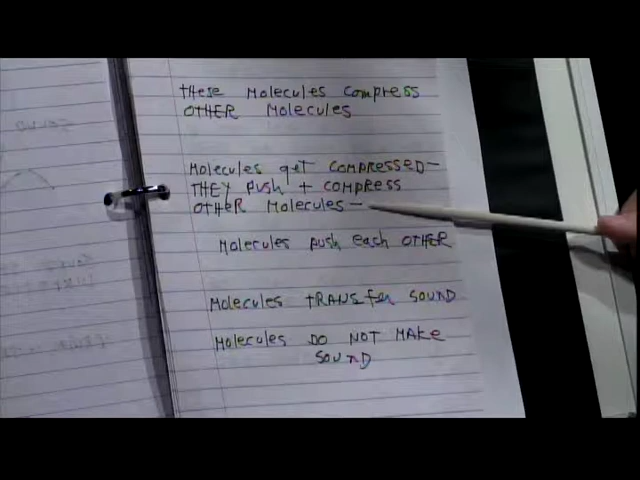 tHese MoLecuLes Compress
OTHER MoLecuLes
MoLecuLes get COMPRESSED-
THEY Push + COMPRESS
OTHeR MoLecuLes -
MoLecuLes push each OTHER
MoLecuLes tRANSfer SOUND
MoLecuLes DO NOT MAKe
SOUND